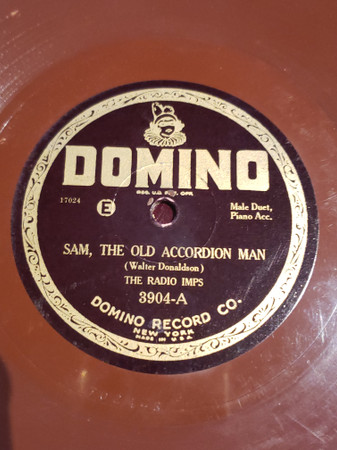 DOMINO
REG. U.S. PAT. OFF.
17024
E
Male Duet,
Piano Acc.
SAM, THE OLD ACCORDION MAN
(Walter Donaldson)
THE RADIO IMPS
3904-A
DOMINO RECORD CO.
NEW YORK
MADE IN U.S.A.